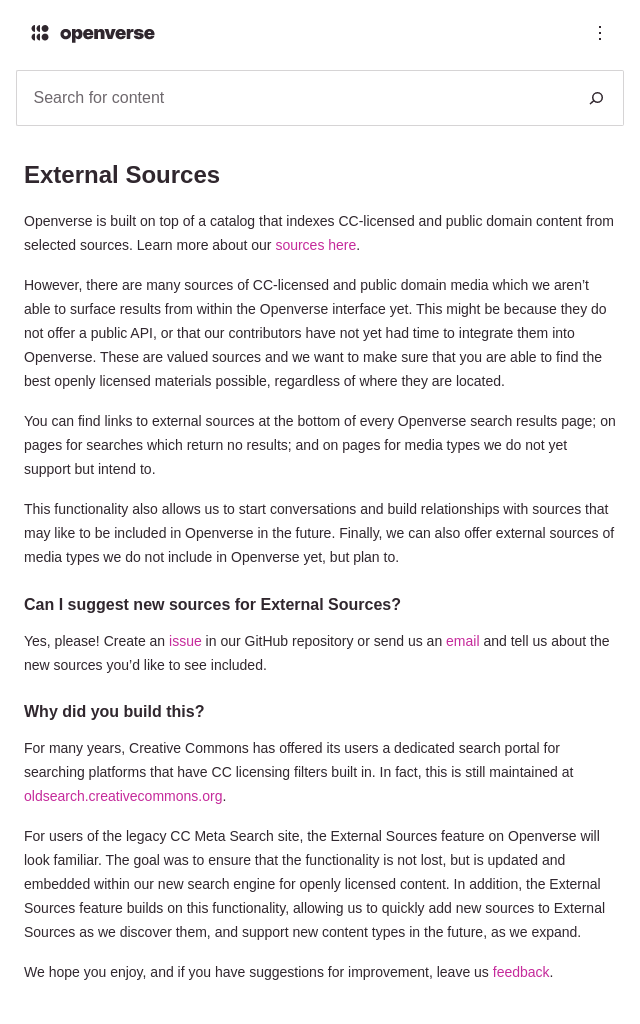 openverse
Search for content
External Sources
Openverse is built on top of a catalog that indexes CC-licensed and public domain content from
selected sources. Learn more about our sources here.
However, there are many sources of CC-licensed and public domain media which we aren’t
able to surface results from within the Openverse interface yet. This might be because they do
not offer a public API, or that our contributors have not yet had time to integrate them into
Openverse. These are valued sources and we want to make sure that you are able to find the
best openly licensed materials possible, regardless of where they are located.
You can find links to external sources at the bottom of every Openverse search results page; on
pages for searches which return no results; and on pages for media types we do not yet
support but intend to.
This functionality also allows us to start conversations and build relationships with sources that
may like to be included in Openverse in the future. Finally, we can also offer external sources of
media types we do not include in Openverse yet, but plan to.
Can I suggest new sources for External Sources?
Yes, please! Create an issue in our GitHub repository or send us an email and tell us about the
new sources you’d like to see included.
Why did you build this?
For many years, Creative Commons has offered its users a dedicated search portal for
searching platforms that have CC licensing filters built in. In fact, this is still maintained at
oldsearch.creativecommons.org.
For users of the legacy CC Meta Search site, the External Sources feature on Openverse will
look familiar. The goal was to ensure that the functionality is not lost, but is updated and
embedded within our new search engine for openly licensed content. In addition, the External
Sources feature builds on this functionality, allowing us to quickly add new sources to External
Sources as we discover them, and support new content types in the future, as we expand.
We hope you enjoy, and if you have suggestions for improvement, leave us feedback.